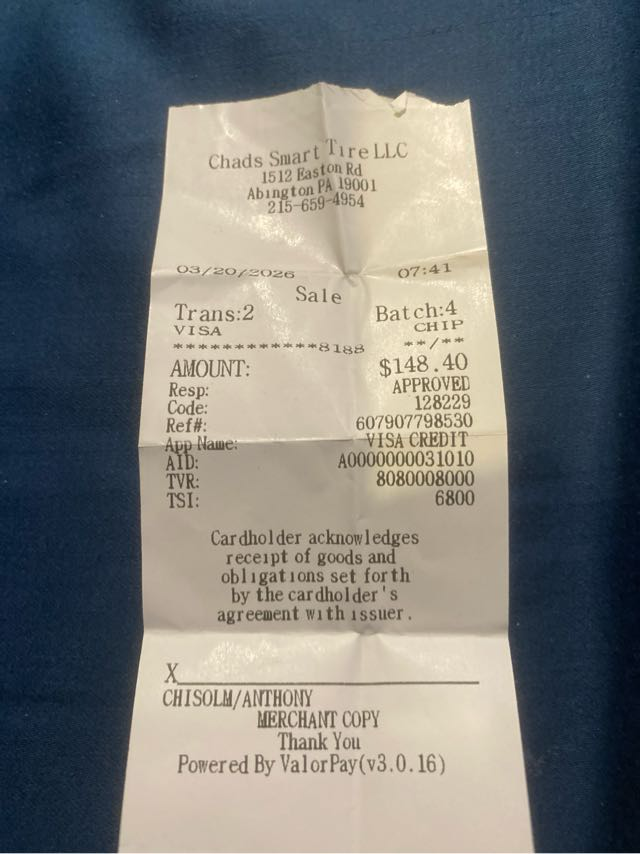 Chads Smart Tire LLC
1512 Easton Rd
Abington PA 19001
215-659-4954
03/20/2026 07:41
Sale
Trans:2 Batch:4
VISA CHIP
************8188 **/**
AMOUNT: $148.40
Resp: APPROVED
Code: 128229
Ref#: 607907798530
App Name: VISA CREDIT
AID: A0000000031010
TVR: 8080008000
TSI: 6800
Cardholder acknowledges
receipt of goods and
obligations set forth
by the cardholder's
agreement with issuer.
X
CHISOLM/ANTHONY
MERCHANT COPY
Thank You
Powered By ValorPay(v3.0.16)